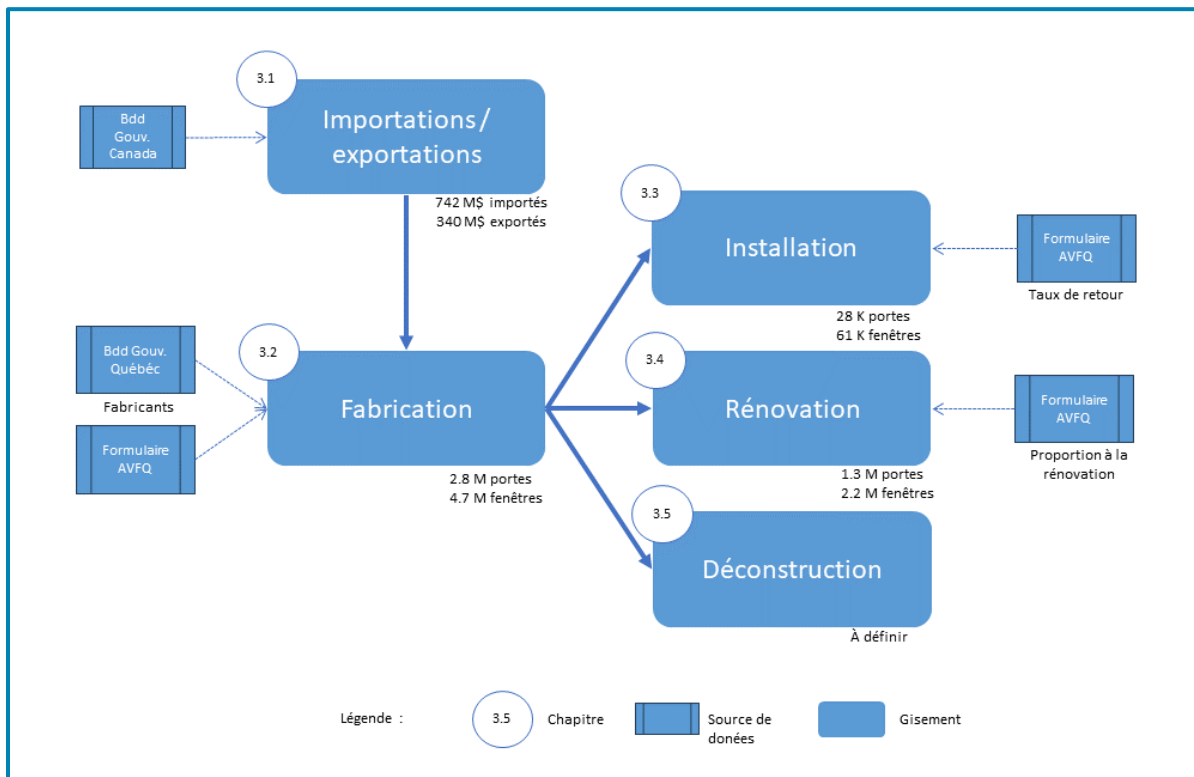 3.1
Bdd
Gouv.
Canada
Importations /
exportations
742 M$ importés
340 M$ exportés
3.3
Installation
Formulaire
AVFQ
Taux de retour
28 K portes
61 K fenêtres
Bdd Gouv.
Québéc
Fabricants
Formulaire
AVFQ
3.2
Fabrication
2.8 M portes
4.7 M fenêtres
3.4
Rénovation
Formulaire
AVFQ
Proportion à la
rénovation
1.3 M portes
2.2 M fenêtres
3.5
Déconstruction
À définir
Légende :
3.5
Chapitre
Source de
donées
Gisement